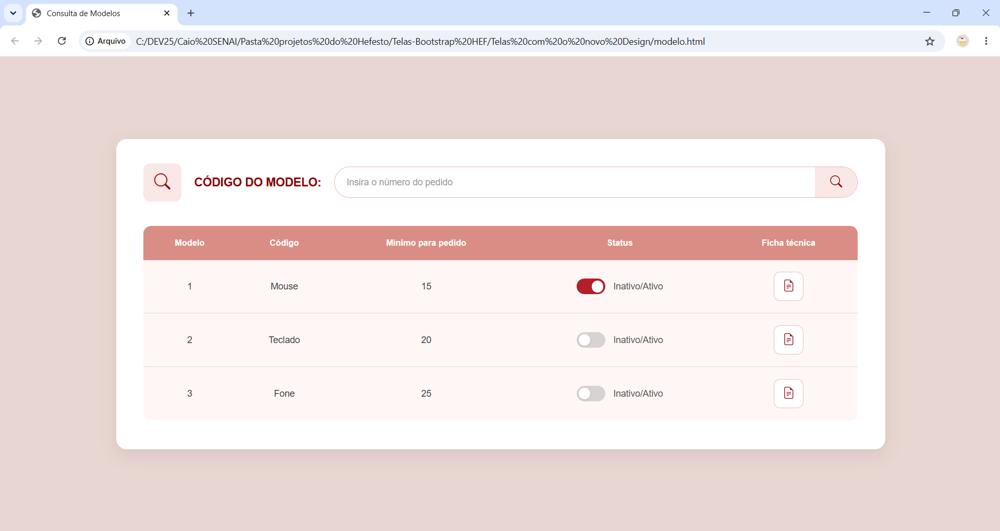 Consulta de Modelos
Arquivo C:/DEV25/Caio%20SENAI/Pasta%20projetos%20do%20Hefesto/Telas-Bootstrap%20HEF/Telas%20com%20o%20novo%20Design/modelo.html
CÓDIGO DO MODELO: Insira o número do pedido
Modelo Código Mínimo para pedido Status Ficha técnica
1 Mouse 15 Inativo/Ativo
2 Teclado 20 Inativo/Ativo
3 Fone 25 Inativo/Ativo